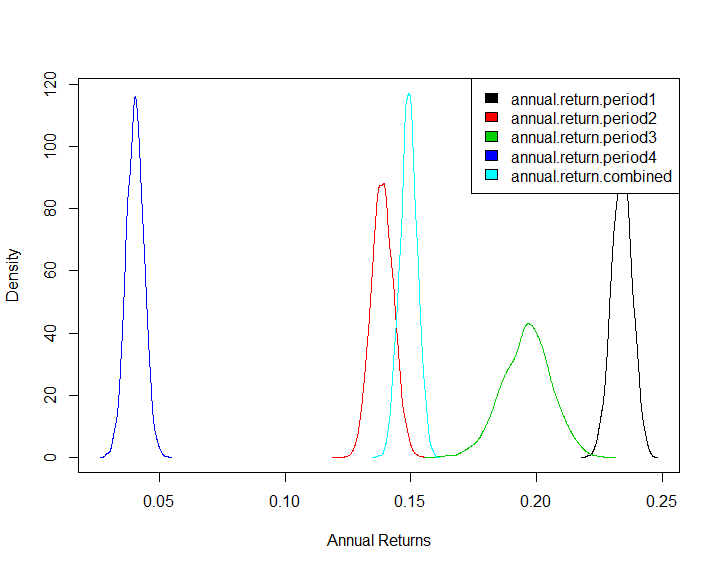 120
100
80
60
40
20
0
Density
annual.return.period1
annual.return.period2
annual.return.period3
annual.return.period4
annual.return.combined
0.05 0.10 0.15 0.20 0.25
Annual Returns